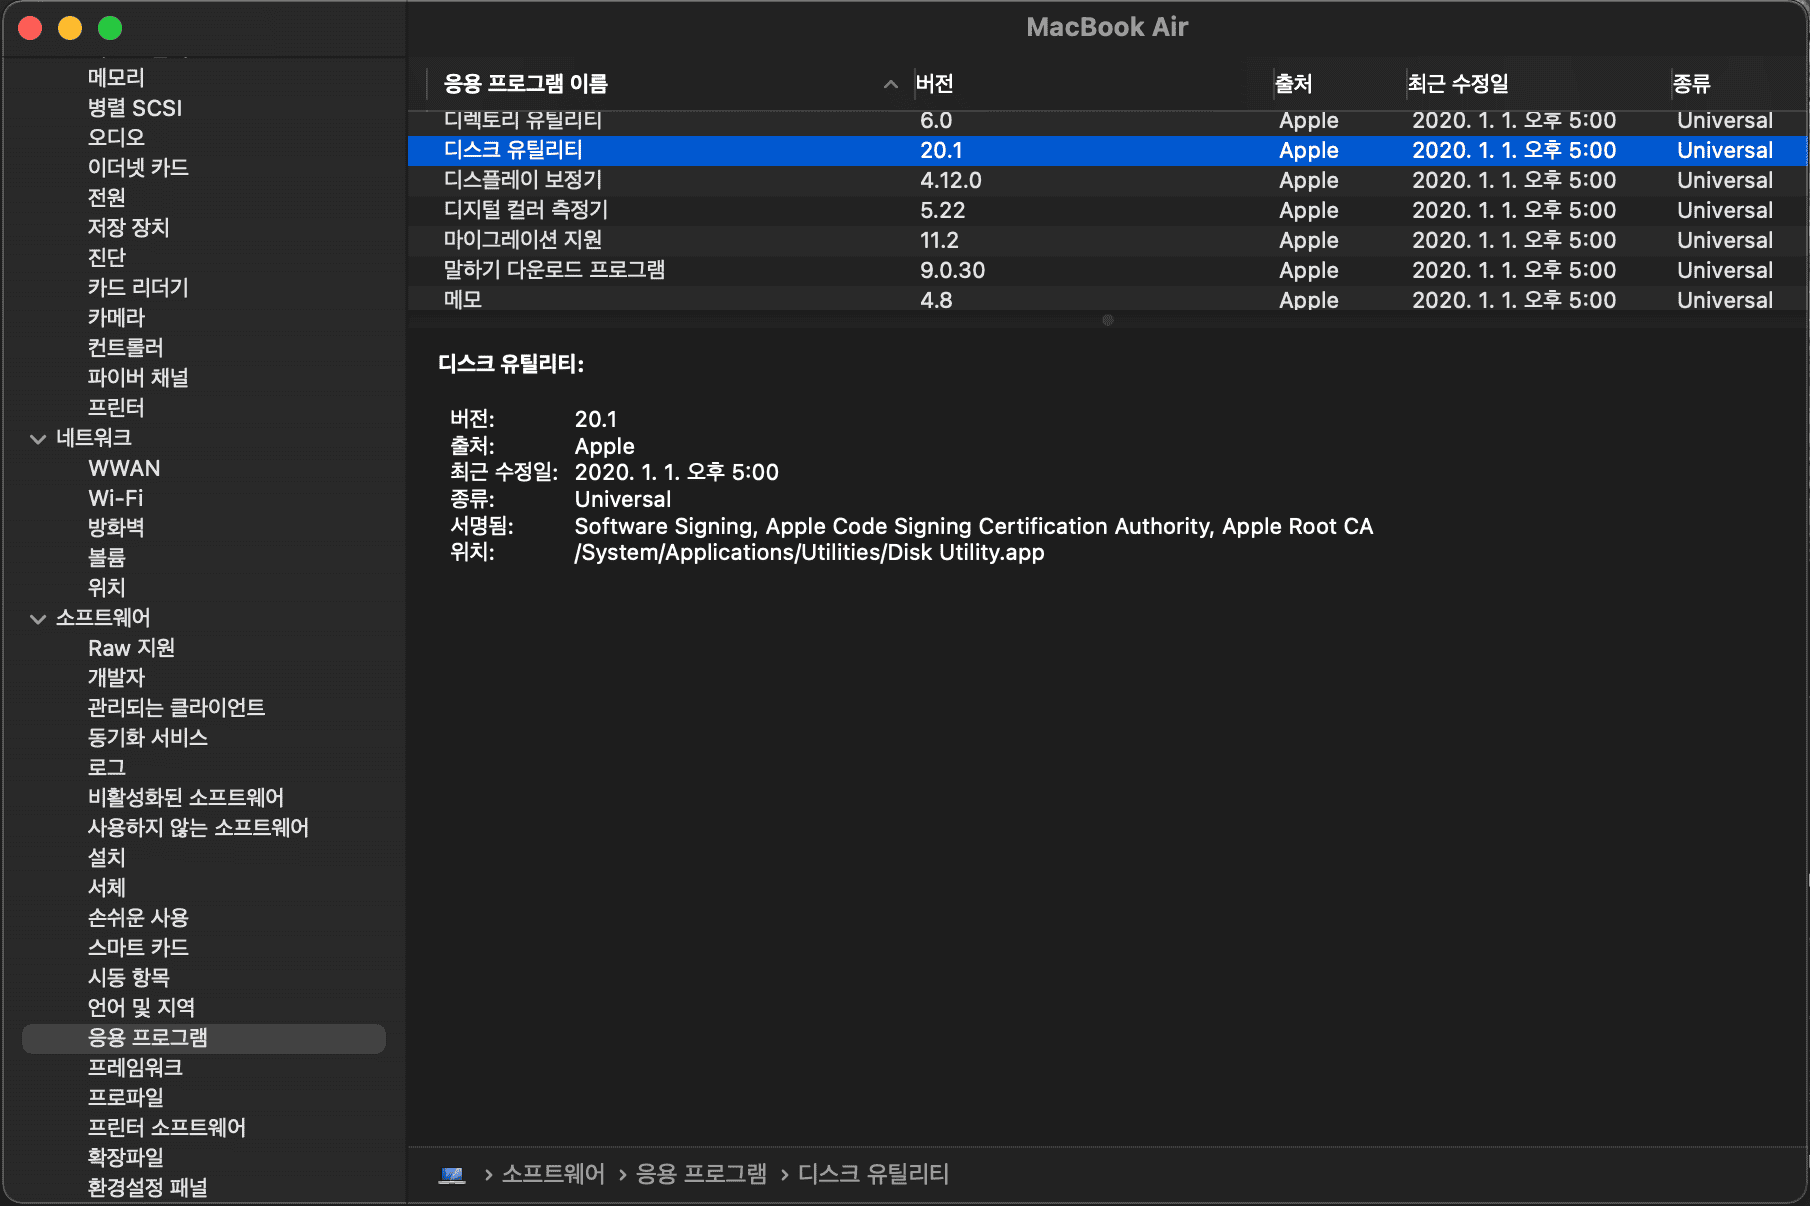 MacBook Air
메모리
병렬 SCSI
오디오
이더넷 카드
전원
저장 장치
진단
카드 리더기
카메라
컨트롤러
파이버 채널
프린터
네트워크
WWAN
Wi-Fi
방화벽
볼륨
위치
소프트웨어
Raw 지원
개발자
관리되는 클라이언트
동기화 서비스
로그
비활성화된 소프트웨어
사용하지 않는 소프트웨어
설치
서체
손쉬운 사용
스마트 카드
시동 항목
언어 및 지역
응용 프로그램
프레임워크
프로파일
프린터 소프트웨어
확장파일
환경설정 패널
응용 프로그램 이름 버전 출처 최근 수정일 종류
디렉토리 유틸리티 6.0 Apple 2020. 1. 1. 오후 5:00 Universal
디스크 유틸리티 20.1 Apple 2020. 1. 1. 오후 5:00 Universal
디스플레이 보정기 4.12.0 Apple 2020. 1. 1. 오후 5:00 Universal
디지털 컬러 측정기 5.22 Apple 2020. 1. 1. 오후 5:00 Universal
마이그레이션 지원 11.2 Apple 2020. 1. 1. 오후 5:00 Universal
말하기 다운로드 프로그램 9.0.30 Apple 2020. 1. 1. 오후 5:00 Universal
메모 4.8 Apple 2020. 1. 1. 오후 5:00 Universal
디스크 유틸리티:
버전: 20.1
출처: Apple
최근 수정일: 2020. 1. 1. 오후 5:00
종류: Universal
서명됨: Software Signing, Apple Code Signing Certification Authority, Apple Root CA
위치: /System/Applications/Utilities/Disk Utility.app
› 소프트웨어 › 응용 프로그램 › 디스크 유틸리티